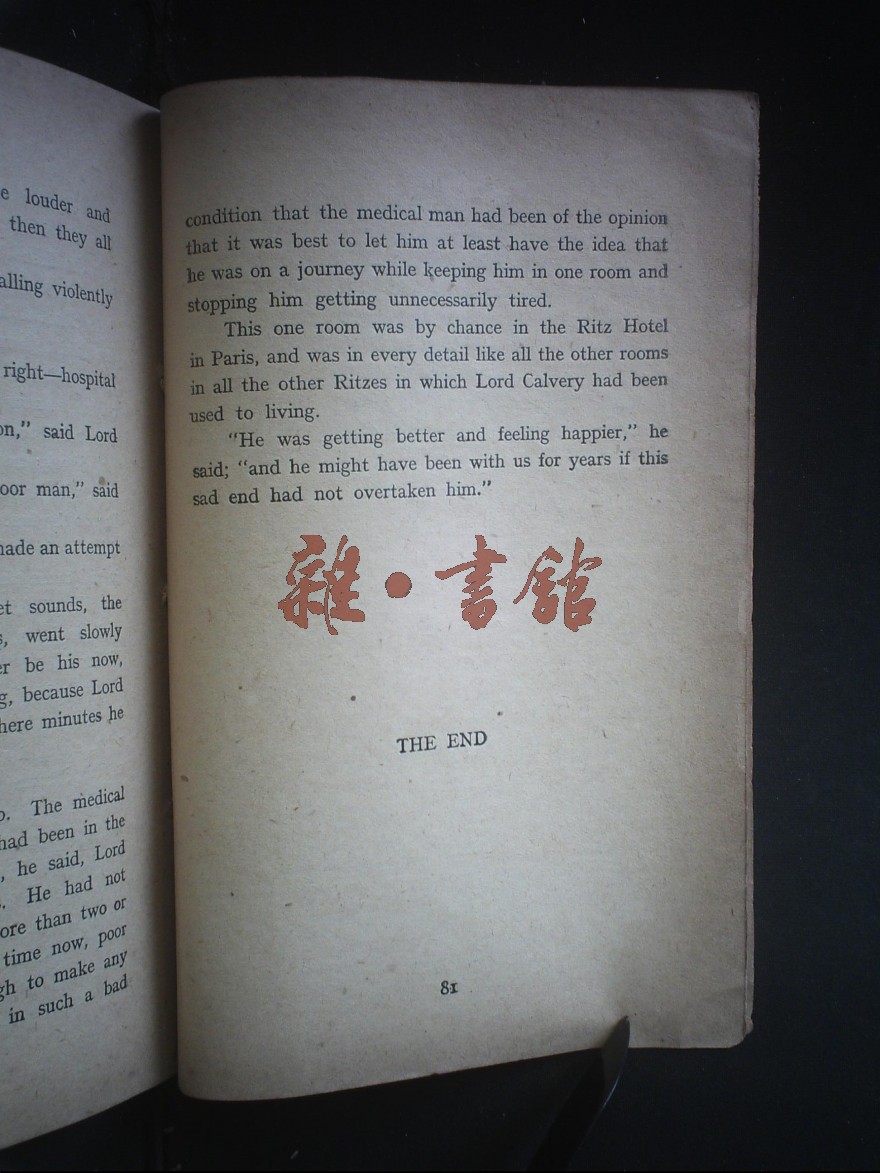 e louder and
then they all
alling violently
right—hospital
on," said Lord
oor man," said
made an attempt
et sounds, the
s, went slowly
er be his now,
g, because Lord
here minutes he
o. The medical
had been in the
, he said, Lord
s. He had not
ore than two or
time now, poor
gh to make any
in such a bad
condition that the medical man had been of the opinion
that it was best to let him at least have the idea that
he was on a journey while keeping him in one room and
stopping him getting unnecessarily tired.
This one room was by chance in the Ritz Hotel
in Paris, and was in every detail like all the other rooms
in all the other Ritzes in which Lord Calvery had been
used to living.
"He was getting better and feeling happier," he
said; "and he might have been with us for years if this
sad end had not overtaken him."
雜·書館
THE END
81